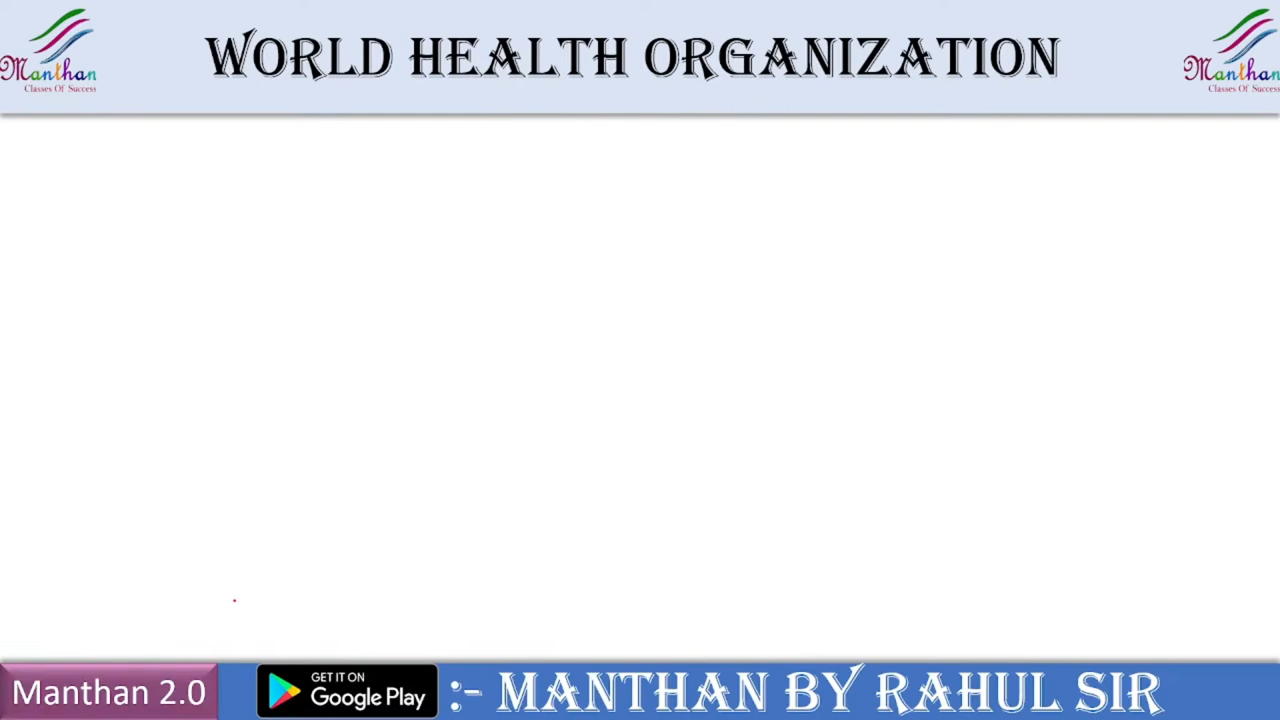 Manthan
Classes Of Success
WORLD HEALTH ORGANIZATION
Manthan
Classes Of Success
Manthan 2.0
GET IT ON
Google Play
:- MANTHAN BY RAHUL SIR